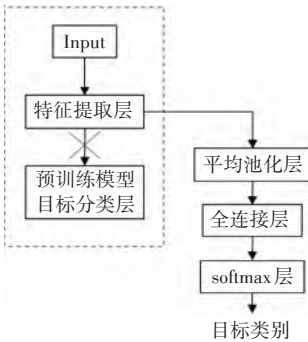 Input
特征提取层
预训练模型
目标分类层
平均池化层
全连接层
softmax层
目标类别